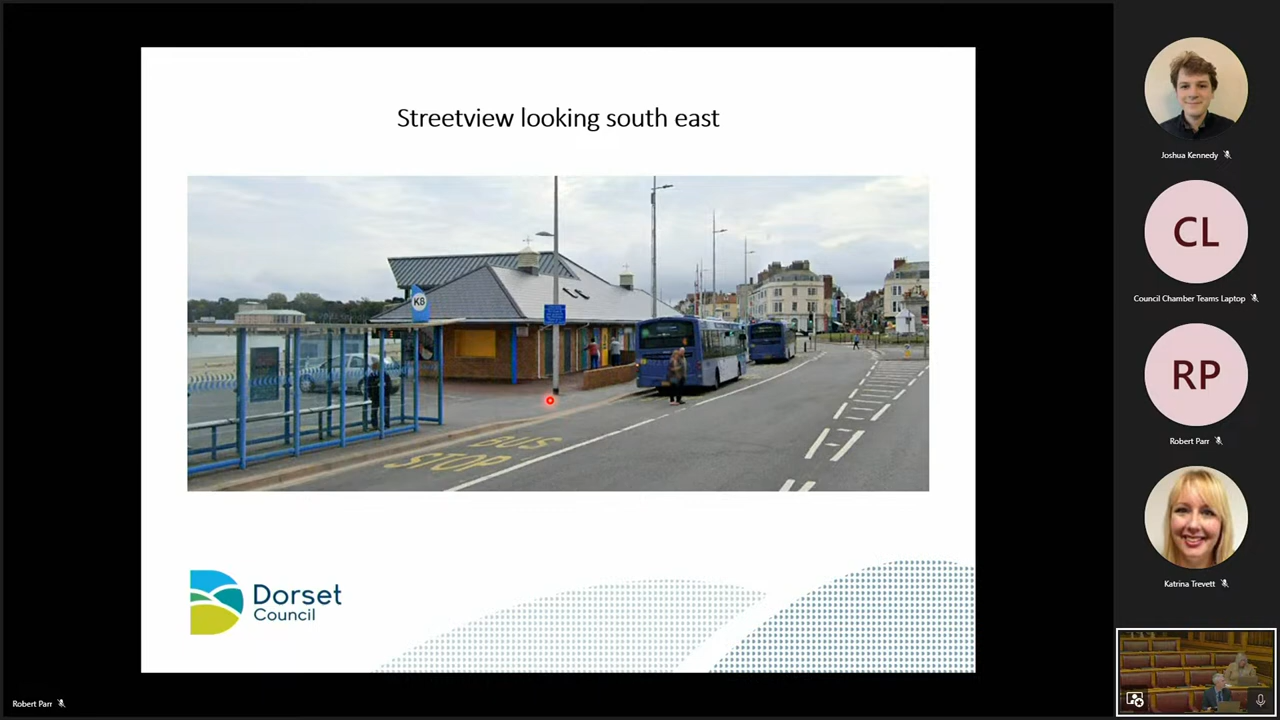 Streetview looking south east
K8
BUS
STOP
Dorset
Council
Joshua Kennedy
CL
Council Chamber Teams Laptop
RP
Robert Parr
Katrina Trevett
Robert Parr